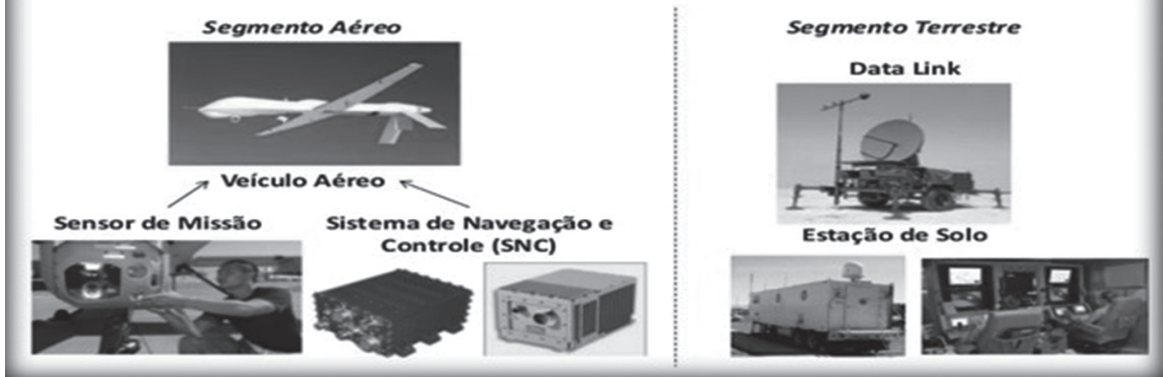 Segmento Aéreo
Veículo Aéreo
Sensor de Missão
Sistema de Navegação e
Controle (SNC)
Segmento Terrestre
Data Link
Estação de Solo